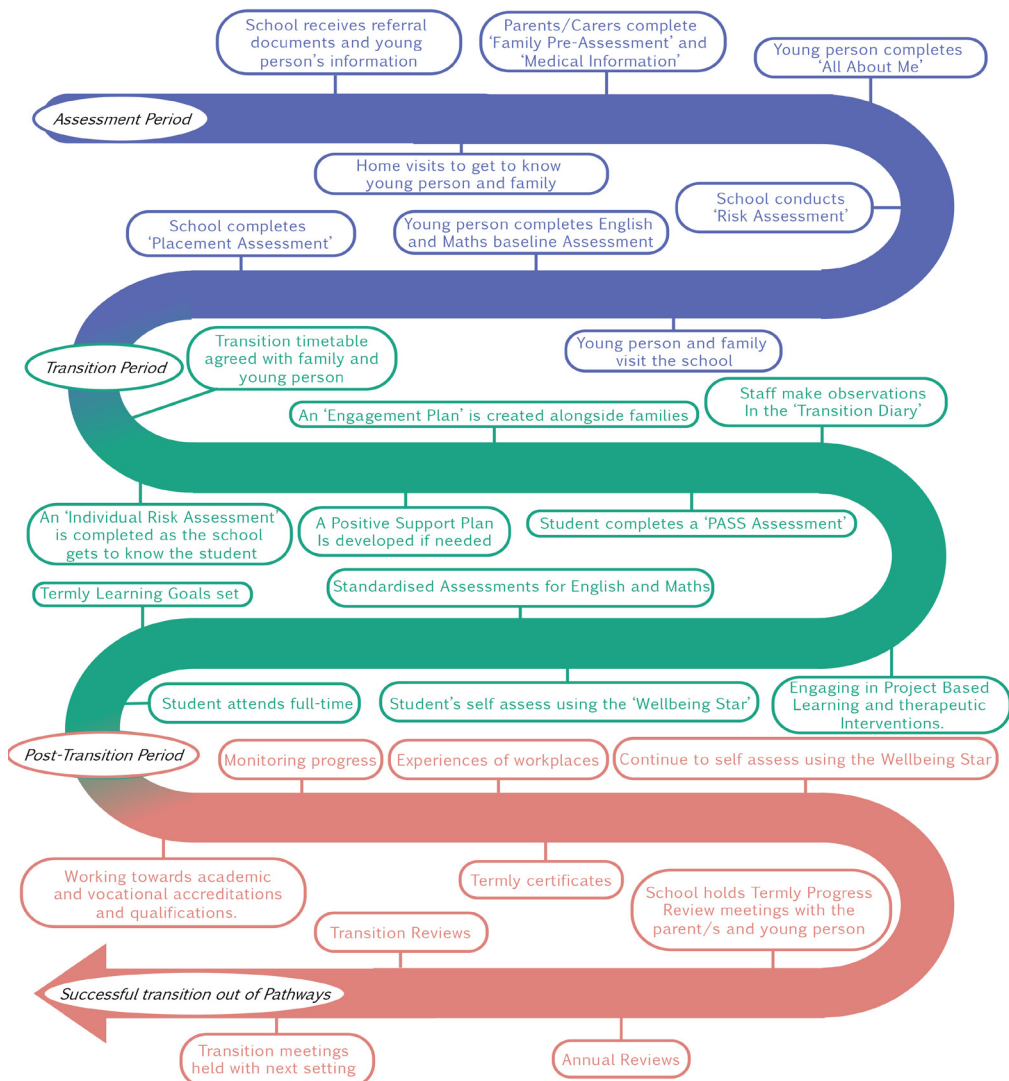 School receives referral
documents and young
person's information
Parents/Carers complete
'Family Pre-Assessment' and
'Medical Information'
Young person completes
'All About Me'
Assessment Period
Home visits to get to know
young person and family
School conducts
'Risk Assessment'
School completes
'Placement Assessment'
Young person completes English
and Maths baseline Assessment
Young person and family
visit the school
Transition Period
Transition timetable
agreed with family and
young person
An 'Engagement Plan' is created alongside families
Staff make observations
In the 'Transition Diary'
An 'Individual Risk Assessment'
is completed as the school
gets to know the student
A Positive Support Plan
Is developed if needed
Student completes a 'PASS Assessment'
Termly Learning Goals set
Standardised Assessments for English and Maths
Student attends full-time
Student's self assess using the 'Wellbeing Star'
Engaging in Project Based
Learning and therapeutic
Interventions.
Post-Transition Period
Monitoring progress
Experiences of workplaces
Continue to self assess using the Wellbeing Star
Working towards academic
and vocational accreditations
and qualifications.
Termly certificates
School holds Termly Progress
Review meetings with the
parent/s and young person
Transition Reviews
Successful transition out of Pathways
Transition meetings
held with next setting
Annual Reviews